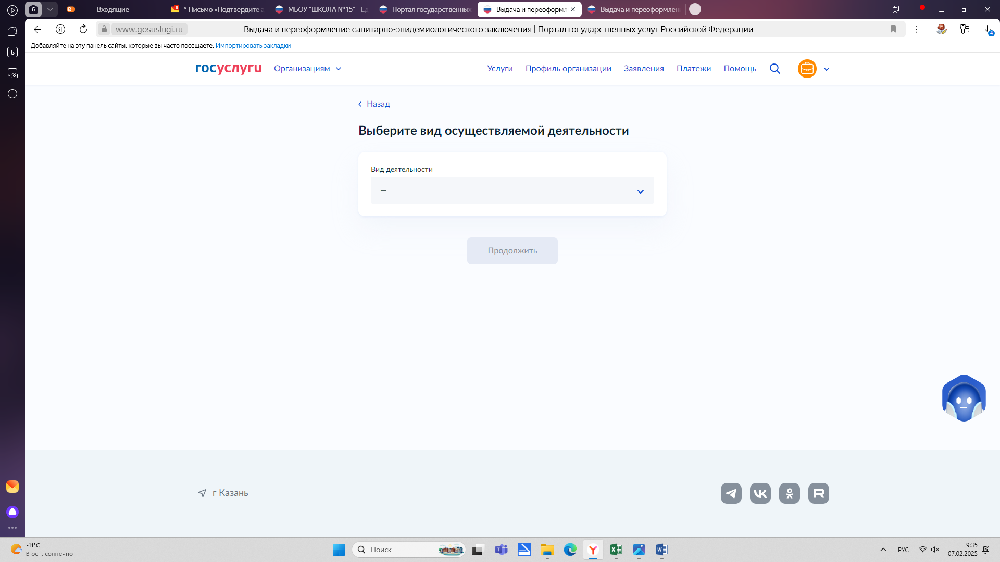 6
Входящие
* Письмо «Подтвердите а
МБОУ "ШКОЛА №15" - Ед
Портал государственных
Выдача и переоформл
Выдача и переоформлен
www.gosuslugi.ru
Выдача и переоформление санитарно-эпидемиологического заключения | Портал государственных услуг Российской Федерации
4
Добавляйте на эту панель сайты, которые вы часто посещаете. Импортировать закладки
6
госуслуги
Организациям
Услуги
Профиль организации
Заявления
Платежи
Помощь
Назад
Выберите вид осуществляемой деятельности
Вид деятельности
—
Продолжить
г Казань
-11°C
В осн. солнечно
Поиск
РУС
9:35
07.02.2025